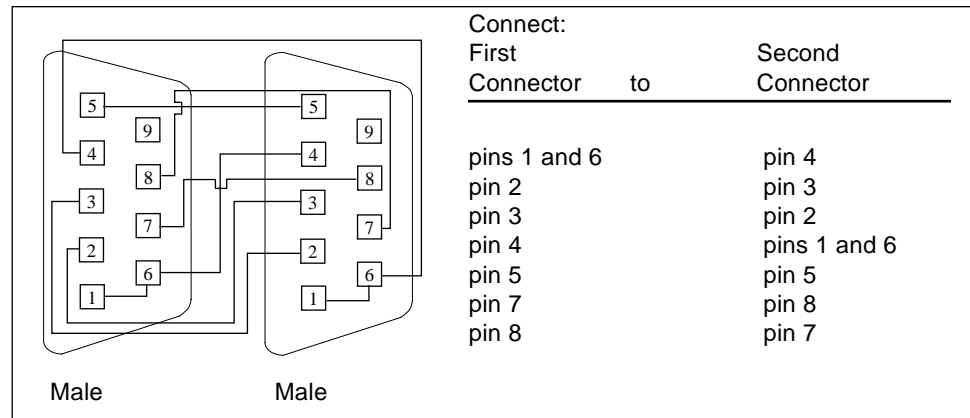 5
9
4
8
3
7
2
6
1
Male
5
9
4
8
3
7
2
6
1
Male
Connect:
First Second
Connector to Connector
pins 1 and 6 pin 4
pin 2 pin 3
pin 3 pin 2
pin 4 pins 1 and 6
pin 5 pin 5
pin 7 pin 8
pin 8 pin 7